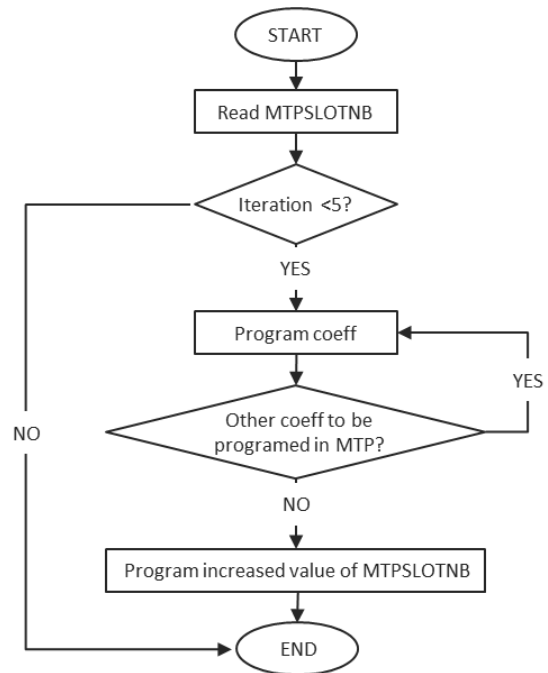 START
Read MTPSLOTNB
Iteration <5?
YES
Program coeff
YES
Other coeff to be
programed in MTP?
NO
NO
Program increased value of MTPSLOTNB
END